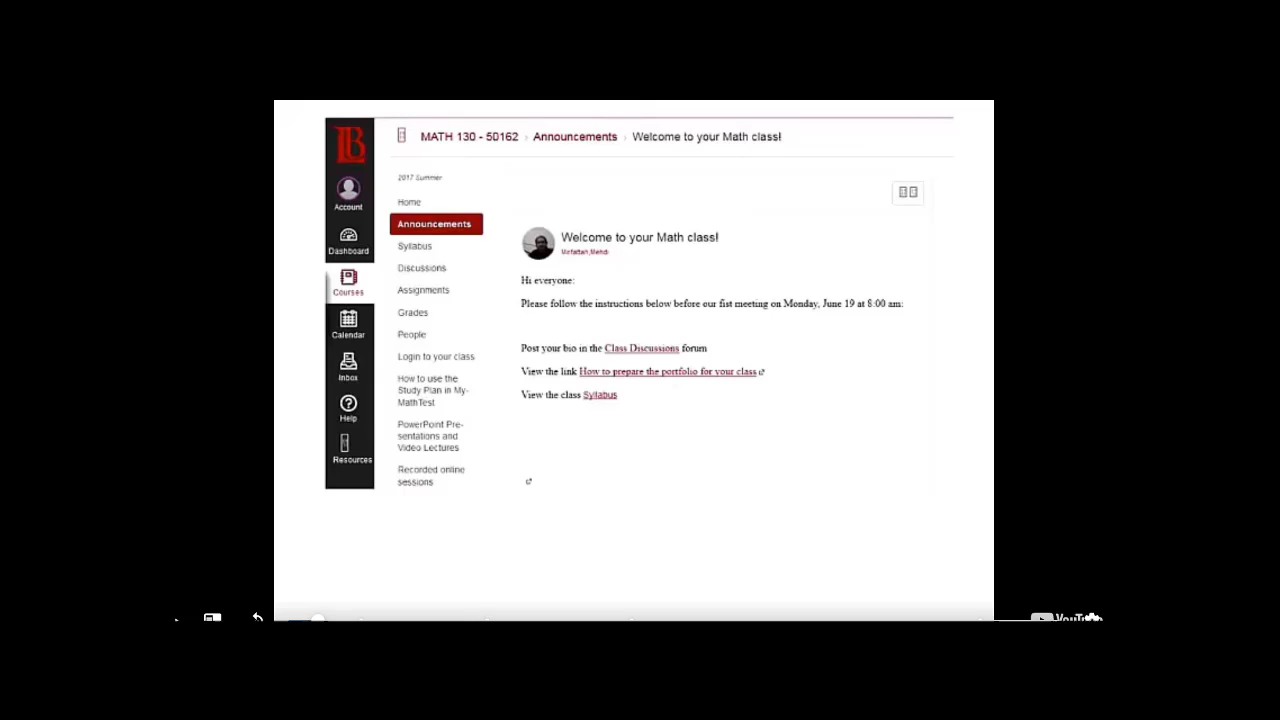 LB
MATH 130 - 50162 › Announcements › Welcome to your Math class!
Account
Dashboard
Courses
Calendar
Inbox
Help
Resources
2017 Summer
Home
Announcements
Syllabus
Discussions
Assignments
Grades
People
Login to your class
How to use the
Study Plan in My-
MathTest
PowerPoint Pre-
sentations and
Video Lectures
Recorded online
sessions
Welcome to your Math class!
Mirfattah,Mehdi
Hi everyone:
Please follow the instructions below before our fist meeting on Monday, June 19 at 8:00 am:
Post your bio in the Class Discussions forum
View the link How to prepare the portfolio for your class
View the class Syllabus
YouTube